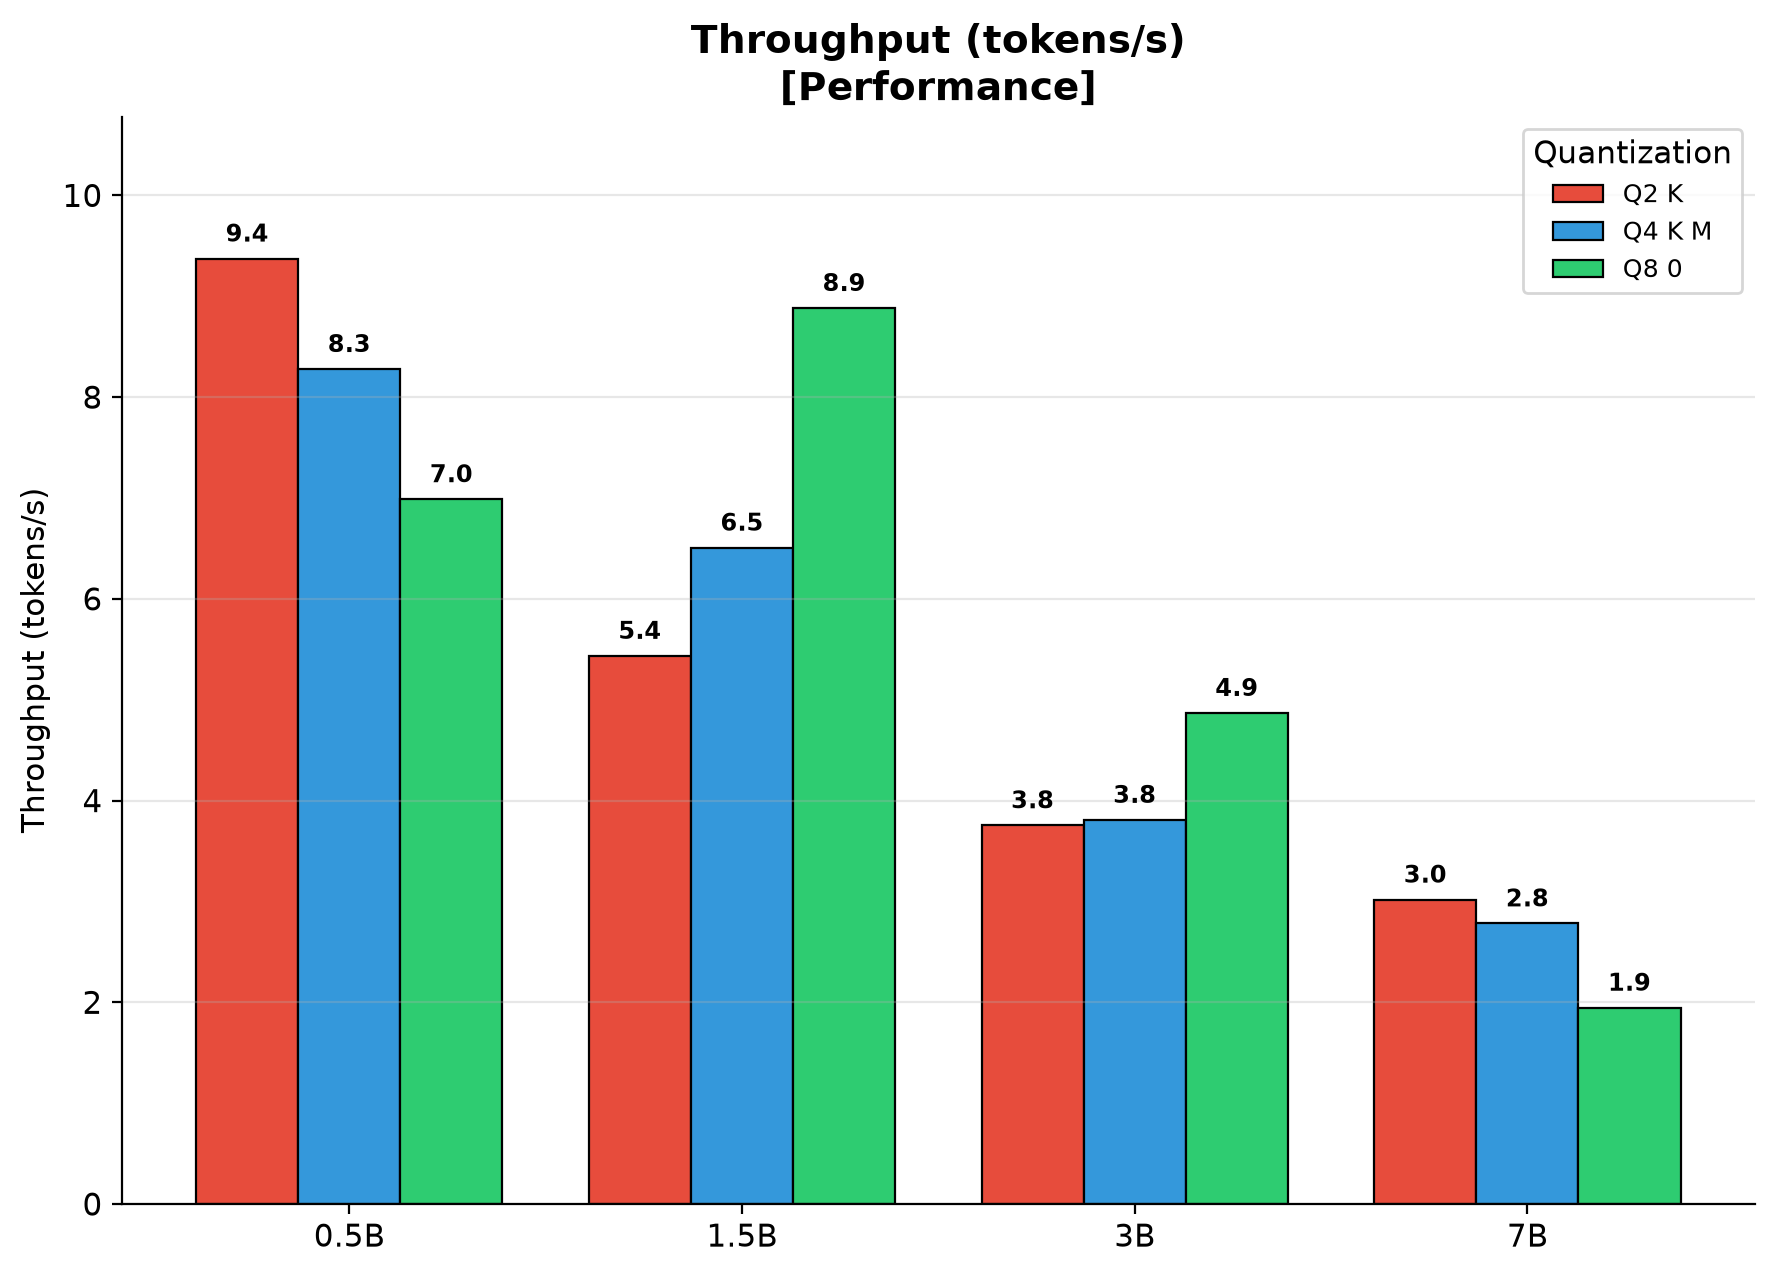 Throughput (tokens/s)
[Performance]
Throughput (tokens/s)
10
8
6
4
2
0
Quantization
Q2 K
Q4 K M
Q8 0
9.4
8.3
7.0
5.4
6.5
8.9
3.8
3.8
4.9
3.0
2.8
1.9
0.5B
1.5B
3B
7B